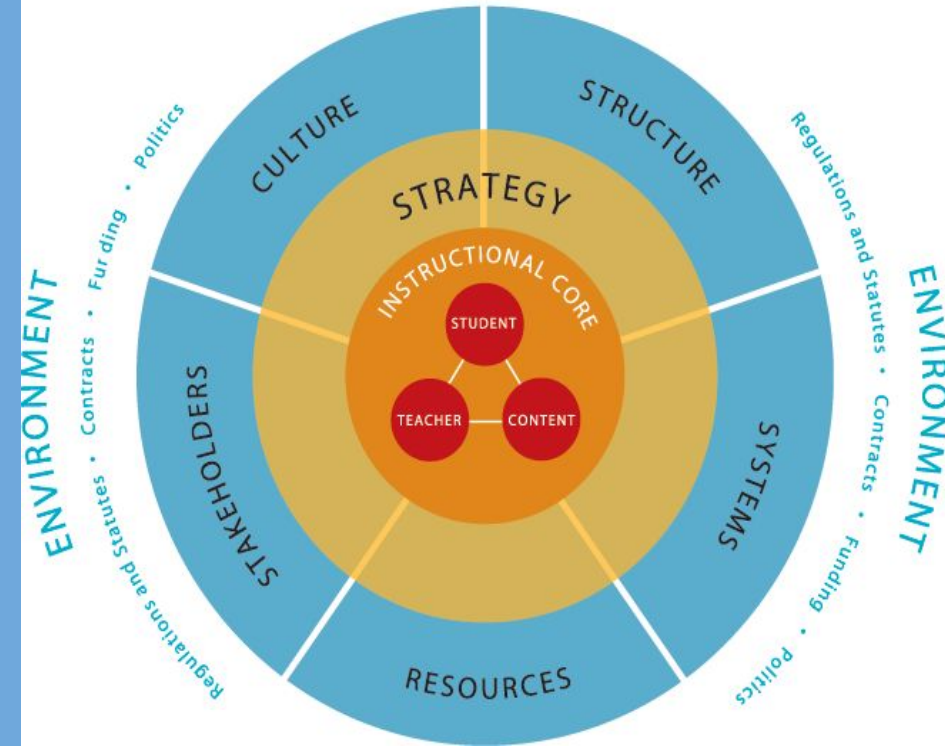 CULTURE
STRUCTURE
STRATEGY
INSTRUCTIONAL CORE
STUDENT
TEACHER
CONTENT
STAKEHOLDERS
SYSTEMS
RESOURCES
ENVIRONMENT
Regulations and Statutes • Contracts • Fur ding • Politics
Regulations and Statutes • Contracts • Funding • Politics
ENVIRONMENT